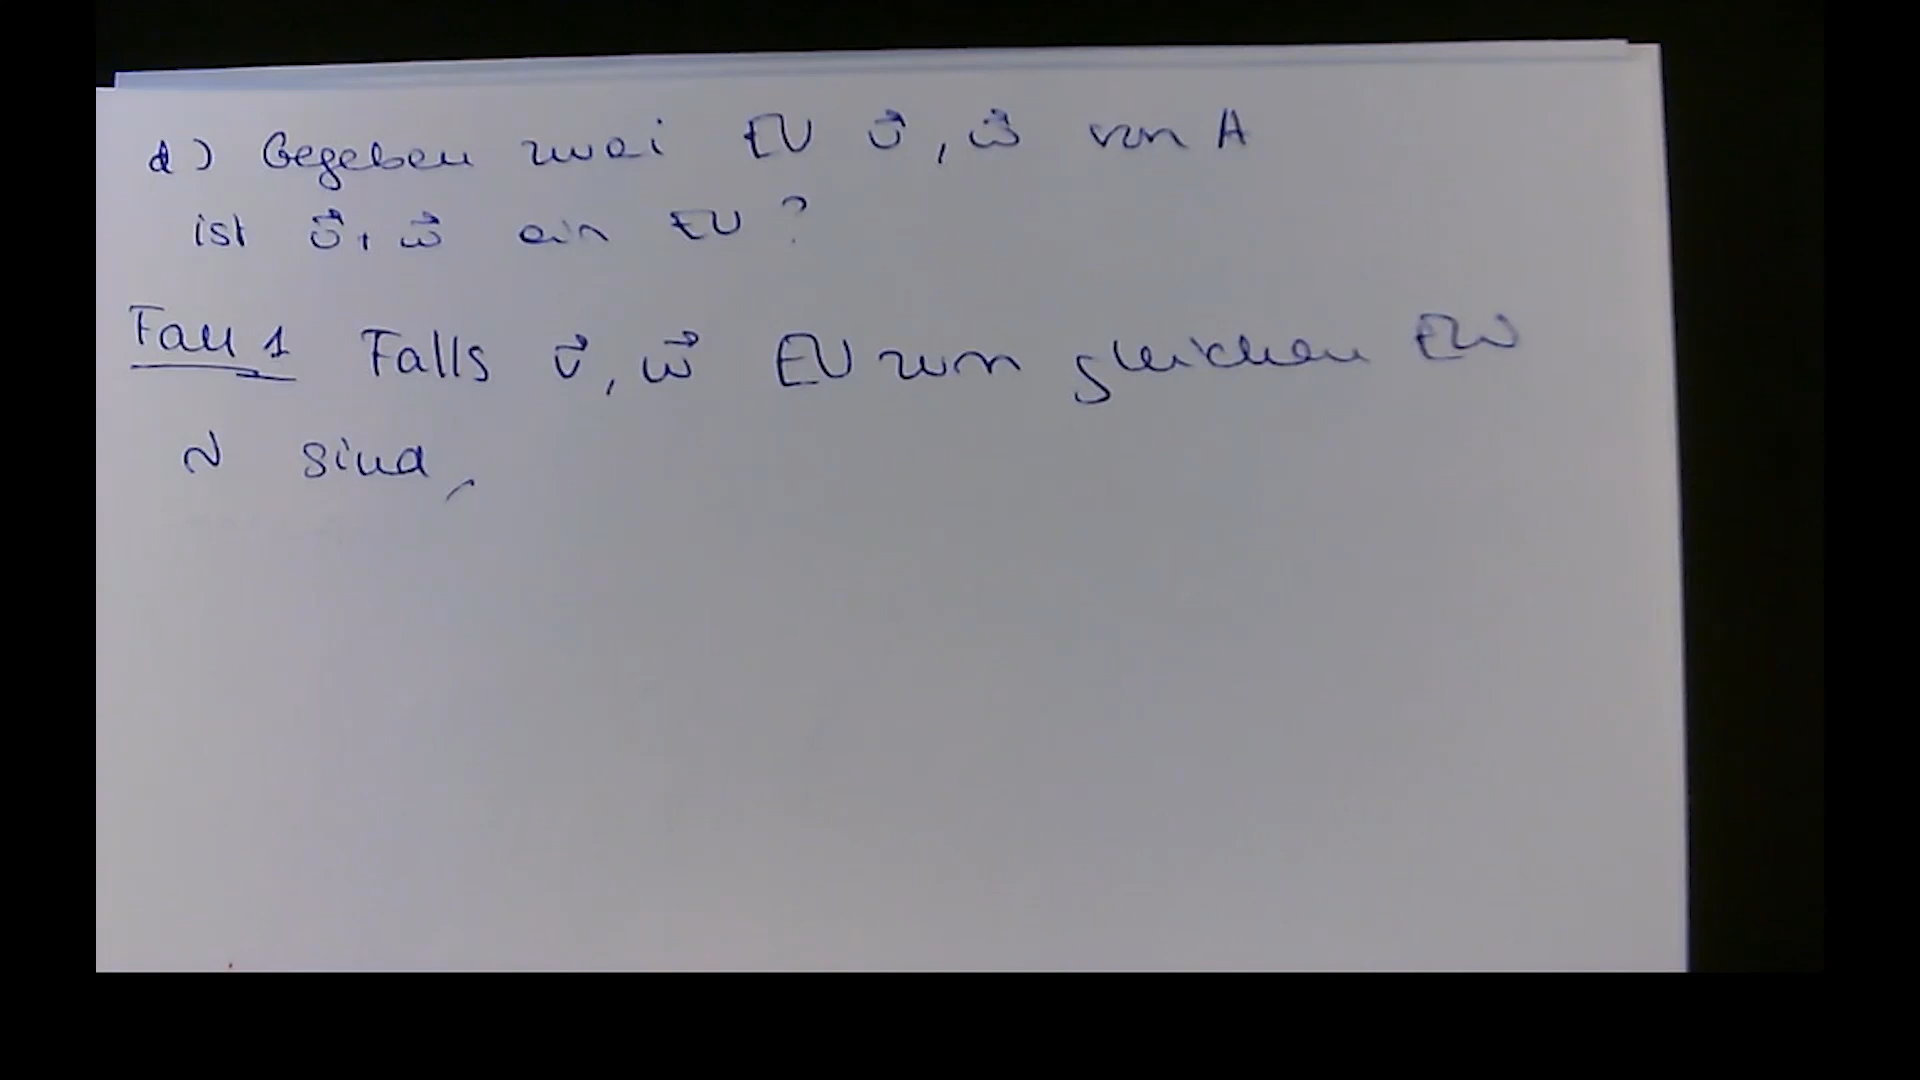 d) Gegeben zwei EV v⃗, w⃗ von A
ist v⃗+w⃗ ein EV?
Fall 1 Falls v⃗, w⃗ EV zum gleichen EW
λ sind,